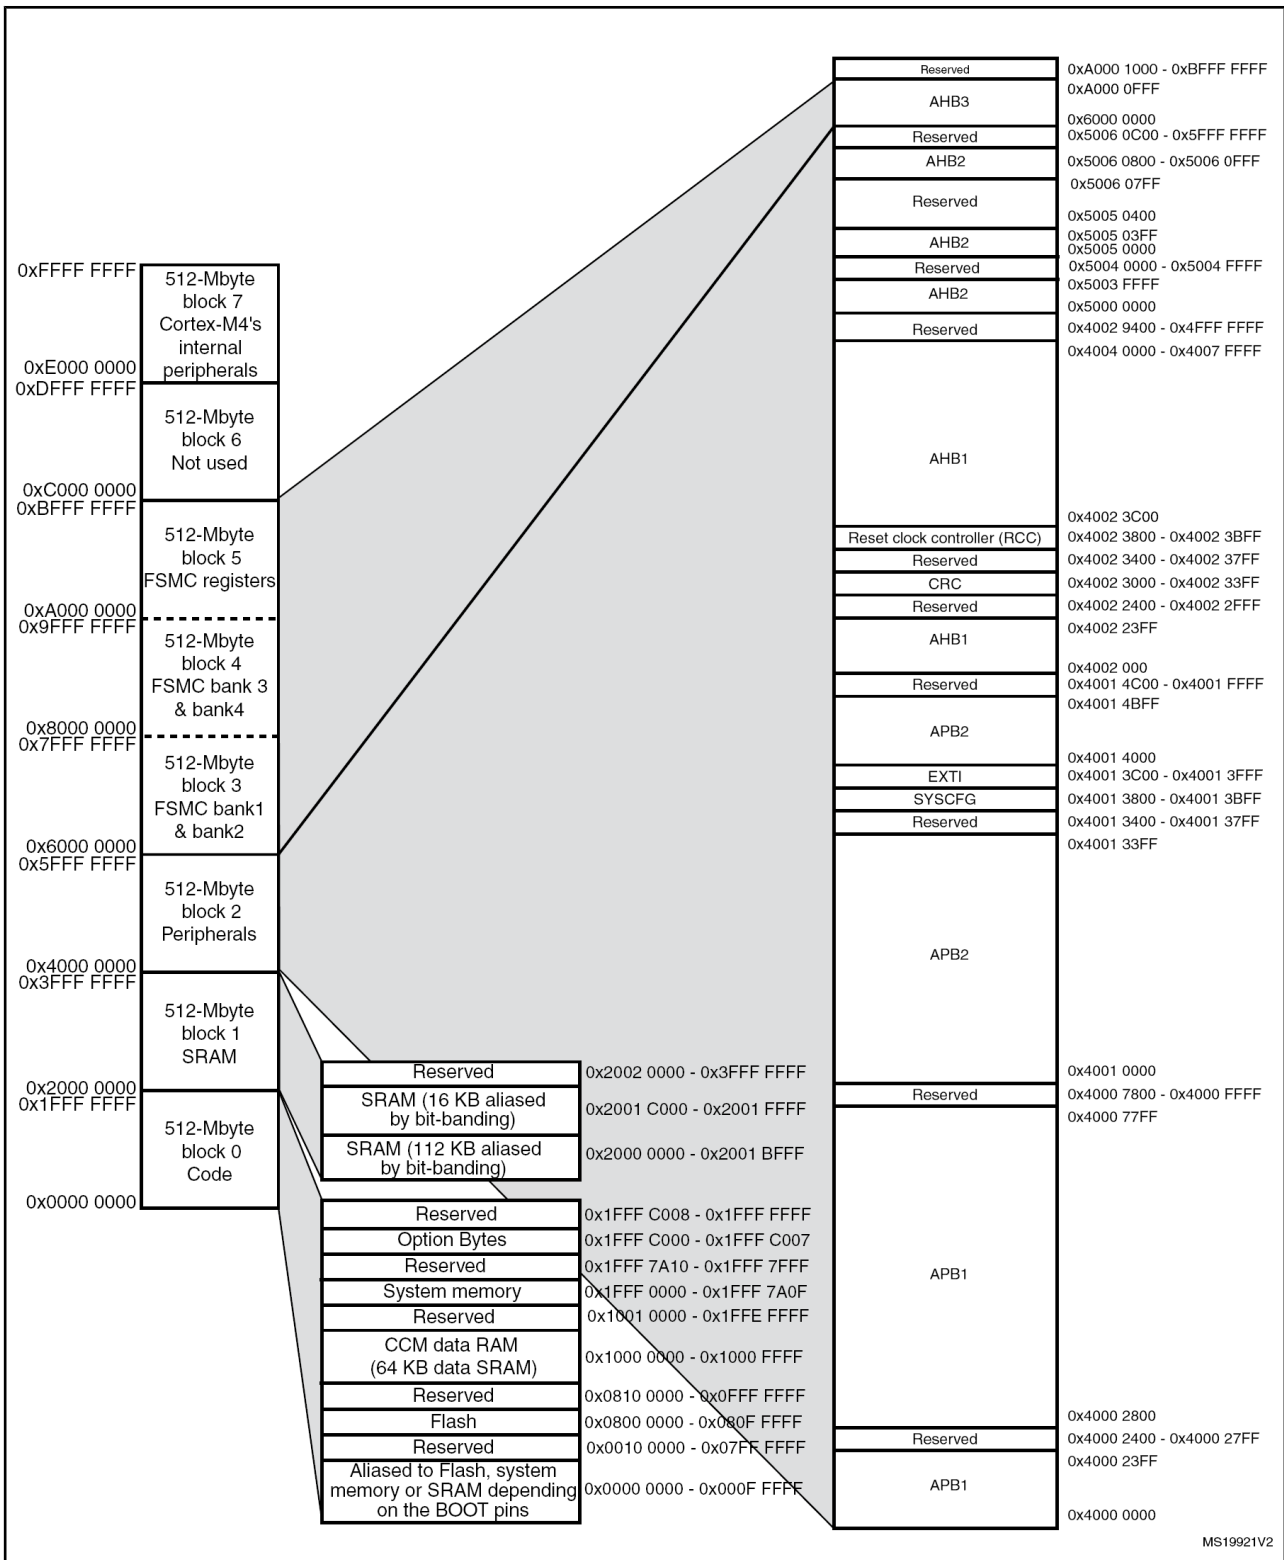 0xFFFF FFFF
512-Mbyte
block 7
Cortex-M4's
internal
peripherals
0xE000 0000
0xDFFF FFFF
512-Mbyte
block 6
Not used
0xC000 0000
0xBFFF FFFF
512-Mbyte
block 5
FSMC registers
0xA000 0000
0x9FFF FFFF
512-Mbyte
block 4
FSMC bank 3
& bank4
0x8000 0000
0x7FFF FFFF
512-Mbyte
block 3
FSMC bank1
& bank2
0x6000 0000
0x5FFF FFFF
512-Mbyte
block 2
Peripherals
0x4000 0000
0x3FFF FFFF
512-Mbyte
block 1
SRAM
0x2000 0000
0x1FFF FFFF
512-Mbyte
block 0
Code
0x0000 0000
Reserved 0x2002 0000 - 0x3FFF FFFF
SRAM (16 KB aliased
by bit-banding)
0x2001 C000 - 0x2001 FFFF
SRAM (112 KB aliased
by bit-banding)
0x2000 0000 - 0x2001 BFFF
Reserved 0x1FFF C008 - 0x1FFF FFFF
Option Bytes 0x1FFF C000 - 0x1FFF C007
Reserved 0x1FFF 7A10 - 0x1FFF 7FFF
System memory 0x1FFF 0000 - 0x1FFF 7A0F
Reserved 0x1001 0000 - 0x1FFE FFFF
CCM data RAM
(64 KB data SRAM)
0x1000 0000 - 0x1000 FFFF
Reserved 0x0810 0000 - 0x0FFF FFFF
Flash 0x0800 0000 - 0x080F FFFF
Reserved 0x0010 0000 - 0x07FF FFFF
Aliased to Flash, system
memory or SRAM depending
on the BOOT pins
0x0000 0000 - 0x000F FFFF
Reserved 0xA000 1000 - 0xBFFF FFFF
0xA000 0FFF
AHB3
0x6000 0000
Reserved 0x5006 0C00 - 0x5FFF FFFF
AHB2 0x5006 0800 - 0x5006 0FFF
0x5006 07FF
Reserved
0x5005 0400
0x5005 03FF
AHB2
0x5005 0000
Reserved 0x5004 0000 - 0x5004 FFFF
0x5003 FFFF
AHB2
0x5000 0000
Reserved 0x4002 9400 - 0x4FFF FFFF
0x4004 0000 - 0x4007 FFFF
AHB1
0x4002 3C00
Reset clock controller (RCC) 0x4002 3800 - 0x4002 3BFF
Reserved 0x4002 3400 - 0x4002 37FF
CRC 0x4002 3000 - 0x4002 33FF
Reserved 0x4002 2400 - 0x4002 2FFF
0x4002 23FF
AHB1
0x4002 000
Reserved 0x4001 4C00 - 0x4001 FFFF
0x4001 4BFF
APB2
0x4001 4000
EXTI 0x4001 3C00 - 0x4001 3FFF
SYSCFG 0x4001 3800 - 0x4001 3BFF
Reserved 0x4001 3400 - 0x4001 37FF
0x4001 33FF
APB2
0x4001 0000
Reserved 0x4000 7800 - 0x4000 FFFF
0x4000 77FF
APB1
0x4000 2800
Reserved 0x4000 2400 - 0x4000 27FF
0x4000 23FF
APB1
0x4000 0000
MS19921V2